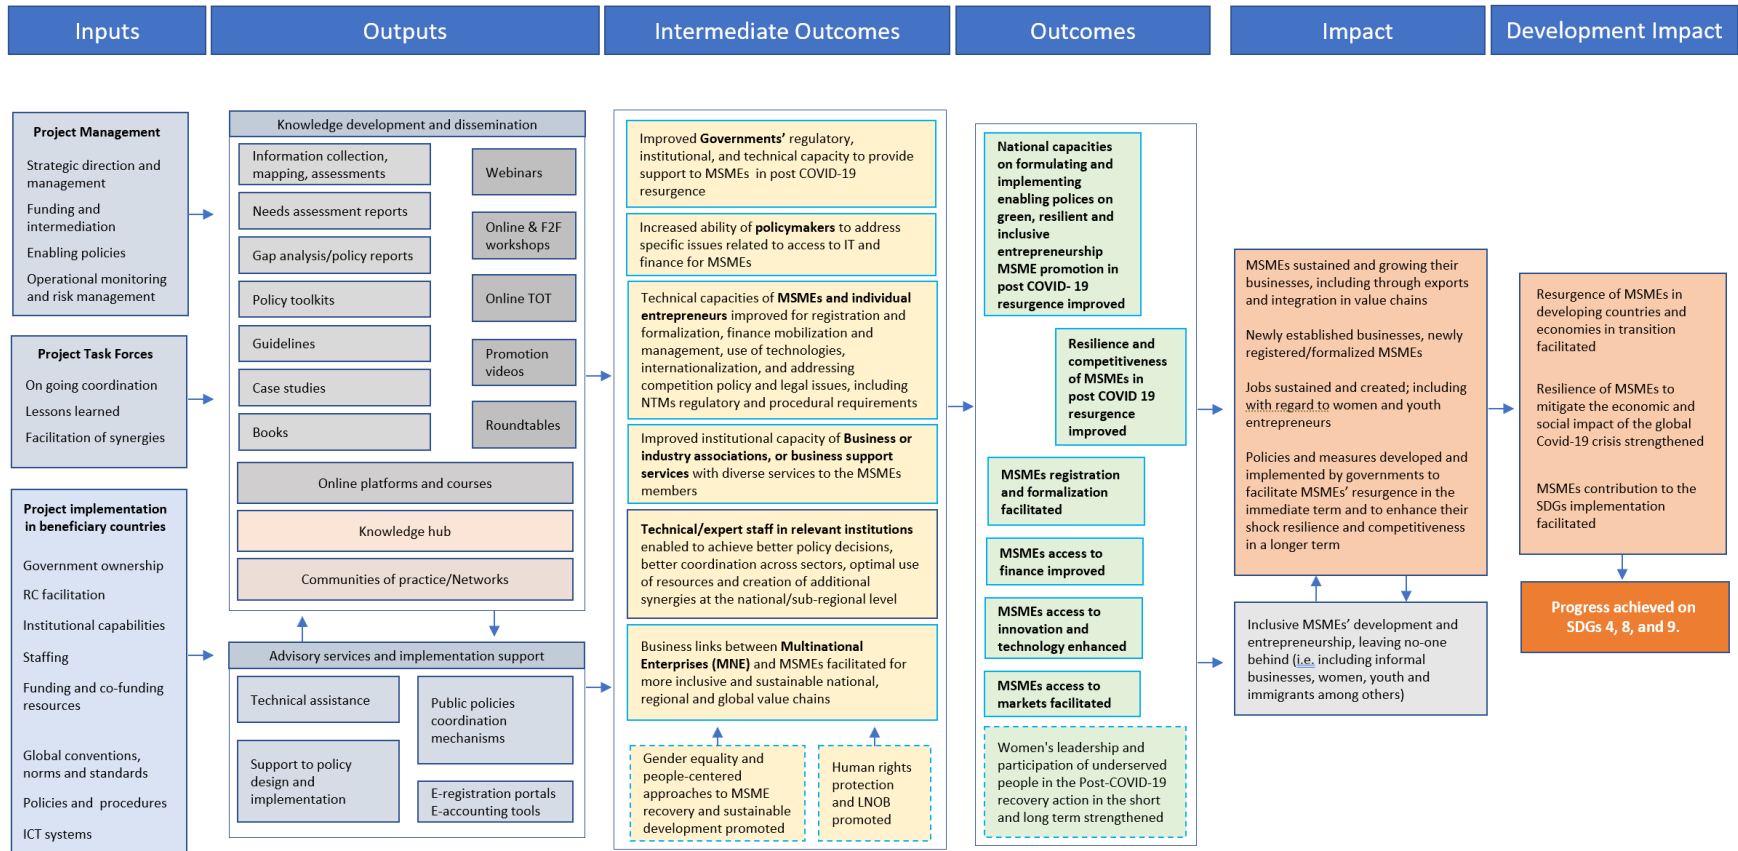 Inputs
Outputs
Intermediate Outcomes
Outcomes
Impact
Development Impact
Project Management
Strategic direction and
management
Funding and
intermediation
Enabling policies
Operational monitoring
and risk management
Project Task Forces
On going coordination
Lessons learned
Facilitation of synergies
Project implementation
in beneficiary countries
Government ownership
RC facilitation
Institutional capabilities
Staffing
Funding and co-funding
resources
Global conventions,
norms and standards
Policies and procedures
ICT systems
Knowledge development and dissemination
Information collection,
mapping, assessments
Needs assessment reports
Gap analysis/policy reports
Policy toolkits
Guidelines
Case studies
Books
Webinars
Online & F2F
workshops
Online TOT
Promotion
videos
Roundtables
Online platforms and courses
Knowledge hub
Communities of practice/Networks
Advisory services and implementation support
Technical assistance
Support to policy
design and
implementation
Public policies
coordination
mechanisms
E-registration portals
E-accounting tools
Improved Governments' regulatory,
institutional, and technical capacity to provide
support to MSMEs in post COVID-19
resurgence
Increased ability of policymakers to address
specific issues related to access to IT and
finance for MSMEs
Technical capacities of MSMEs and individual
entrepreneurs improved for registration and
formalization, finance mobilization and
management, use of technologies,
internationalization, and addressing
competition policy and legal issues, including
NTMs regulatory and procedural requirements
Improved institutional capacity of Business or
industry associations, or business support
services with diverse services to the MSMEs
members
Technical/expert staff in relevant institutions
enabled to achieve better policy decisions,
better coordination across sectors, optimal use
of resources and creation of additional
synergies at the national/sub-regional level
Business links between Multinational
Enterprises (MNE) and MSMEs facilitated for
more inclusive and sustainable national,
regional and global value chains
Gender equality and
people-centered
approaches to MSME
recovery and sustainable
development promoted
Human rights
protection
and LNOB
promoted
National capacities
on formulating and
implementing
enabling polices on
green, resilient and
inclusive
entrepreneurship
MSME promotion in
post COVID- 19
resurgence improved
Resilience and
competitiveness
of MSMEs in
post COVID 19
resurgence
improved
MSMEs registration
and formalization
facilitated
MSMEs access to
finance improved
MSMEs access to
innovation and
technology enhanced
MSMEs access to
markets facilitated
Women's leadership and
participation of underserved
people in the Post-COVID-19
recovery action in the short
and long term strengthened
MSMEs sustained and growing their
businesses, including through exports
and integration in value chains
Newly established businesses, newly
registered/formalized MSMEs
Jobs sustained and created; including
with regard to women and youth
entrepreneurs
Policies and measures developed and
implemented by governments to
facilitate MSMEs' resurgence in the
immediate term and to enhance their
shock resilience and competitiveness
in a longer term
Inclusive MSMEs' development and
entrepreneurship, leaving no-one
behind (i.e. including informal
businesses, women, youth and
immigrants among others)
Resurgence of MSMEs in
developing countries and
economies in transition
facilitated
Resilience of MSMEs to
mitigate the economic and
social impact of the global
Covid-19 crisis strengthened
MSMEs contribution to the
SDGs implementation
facilitated
Progress achieved on
SDGs 4, 8, and 9.